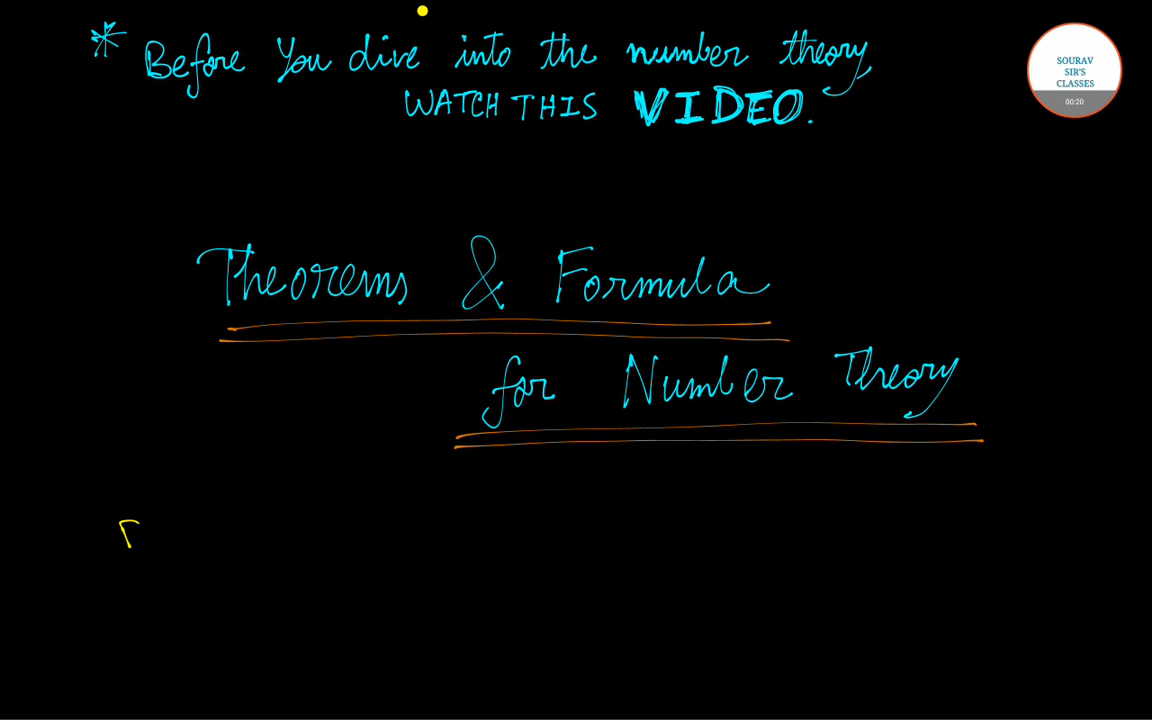 * Before You dive into the number theory
WATCH THIS VIDEO.
SOURAV
SIR'S
CLASSES
00:20
Theorems & Formula
for Number Theory